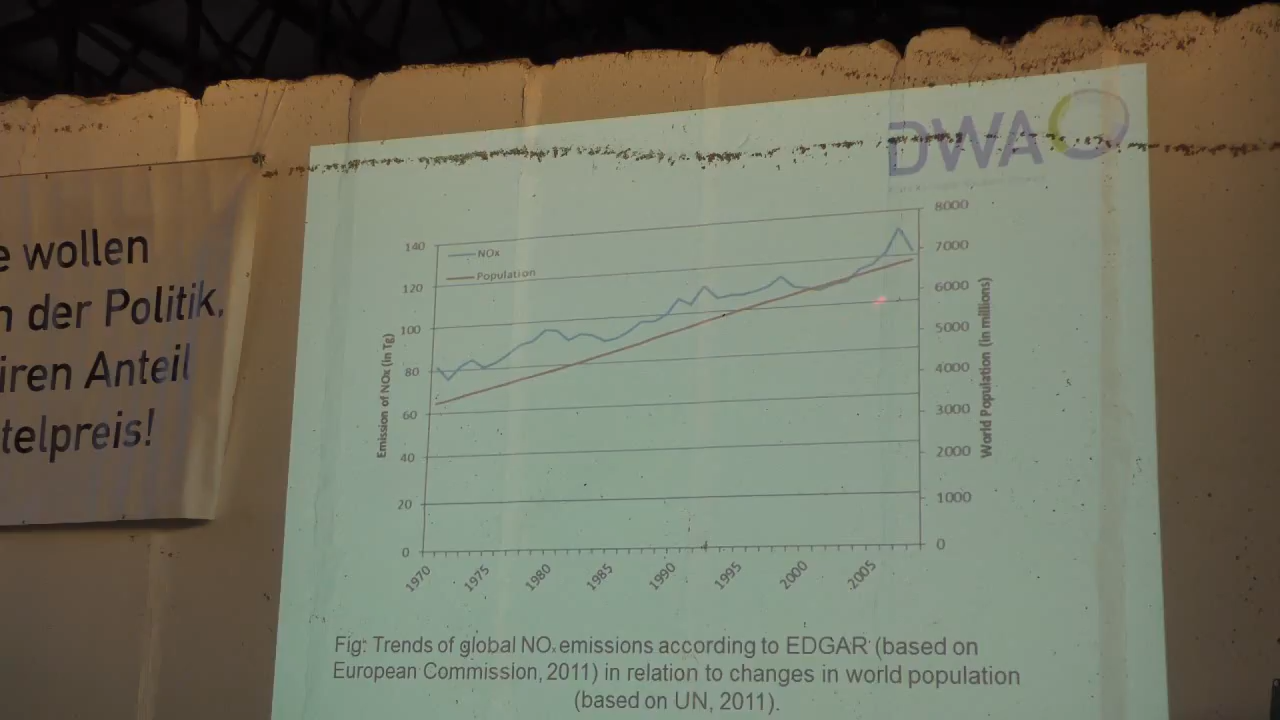 e wollen
n der Politik,
iren Anteil
telpreis!
DWA
NOx
Population
140
120
100
80
60
40
20
0
Emission of NOx (in Tg)
8000
7000
6000
5000
4000
3000
2000
1000
0
World Population (in millions)
1970
1975
1980
1985
1990
1995
2000
2005
Fig: Trends of global NOx emissions according to EDGAR (based on
European Commission, 2011) in relation to changes in world population
(based on UN, 2011).